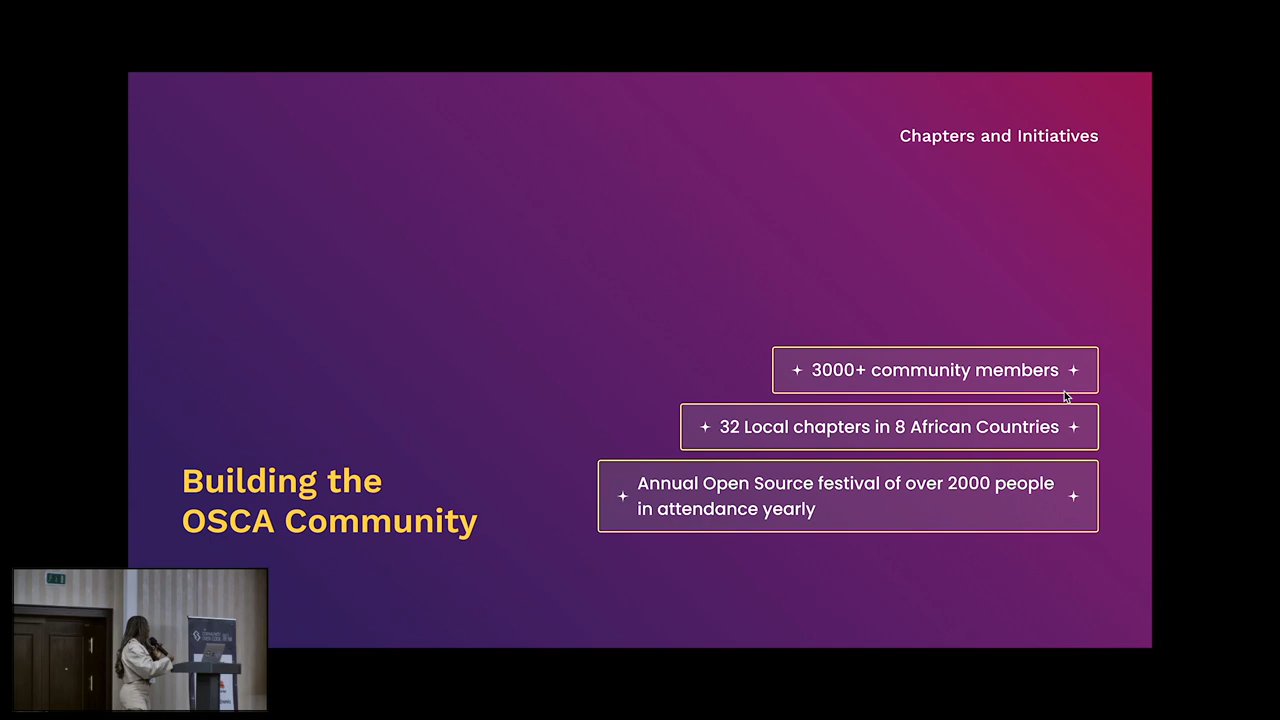 Chapters and Initiatives
3000+ community members
32 Local chapters in 8 African Countries
Annual Open Source festival of over 2000 people
in attendance yearly
Building the
OSCA Community